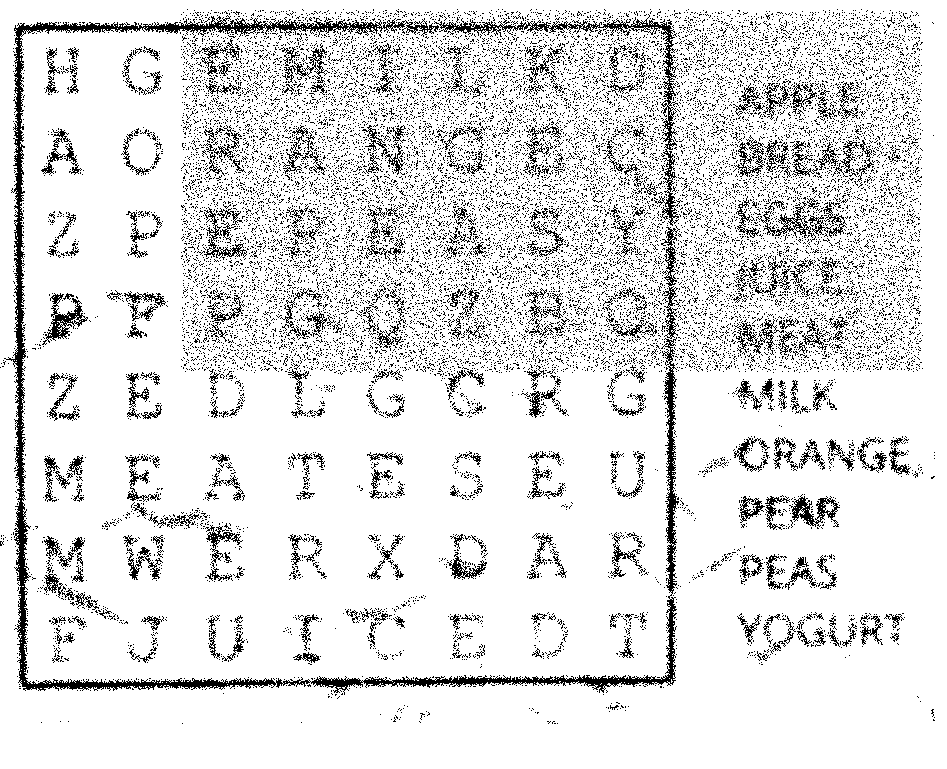 H G E M I L K D
A O R A N G E C
Z P E P E A S Y
P F P G Q Z B O
Z E D L G C R G
M E A T E S E U
M W E R X D A R
F J U I C E D T
APPLE
BREAD
EGGS
JUICE
MEAT
MILK
ORANGE
PEAR
PEAS
YOGURT